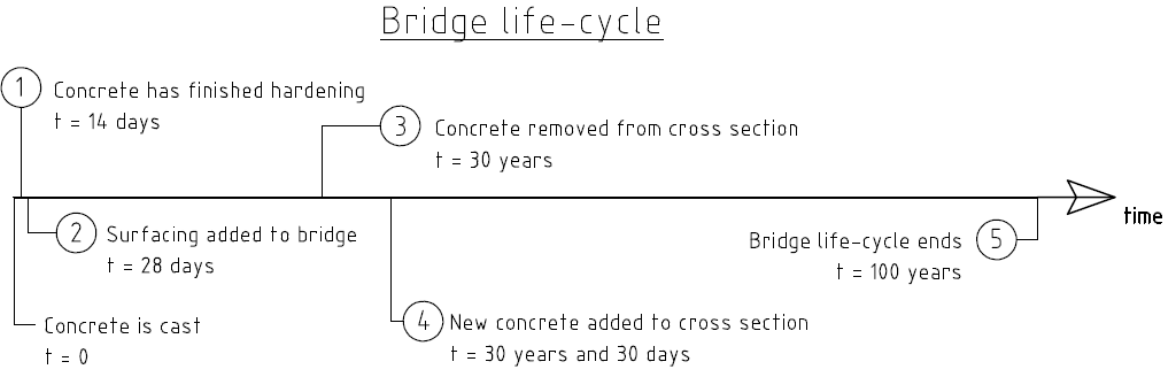 Bridge life-cycle
1
Concrete has finished hardening
t = 14 days
3
Concrete removed from cross section
t = 30 years
time
2
Surfacing added to bridge
t = 28 days
Bridge life-cycle ends
5
t = 100 years
Concrete is cast
t = 0
4
New concrete added to cross section
t = 30 years and 30 days